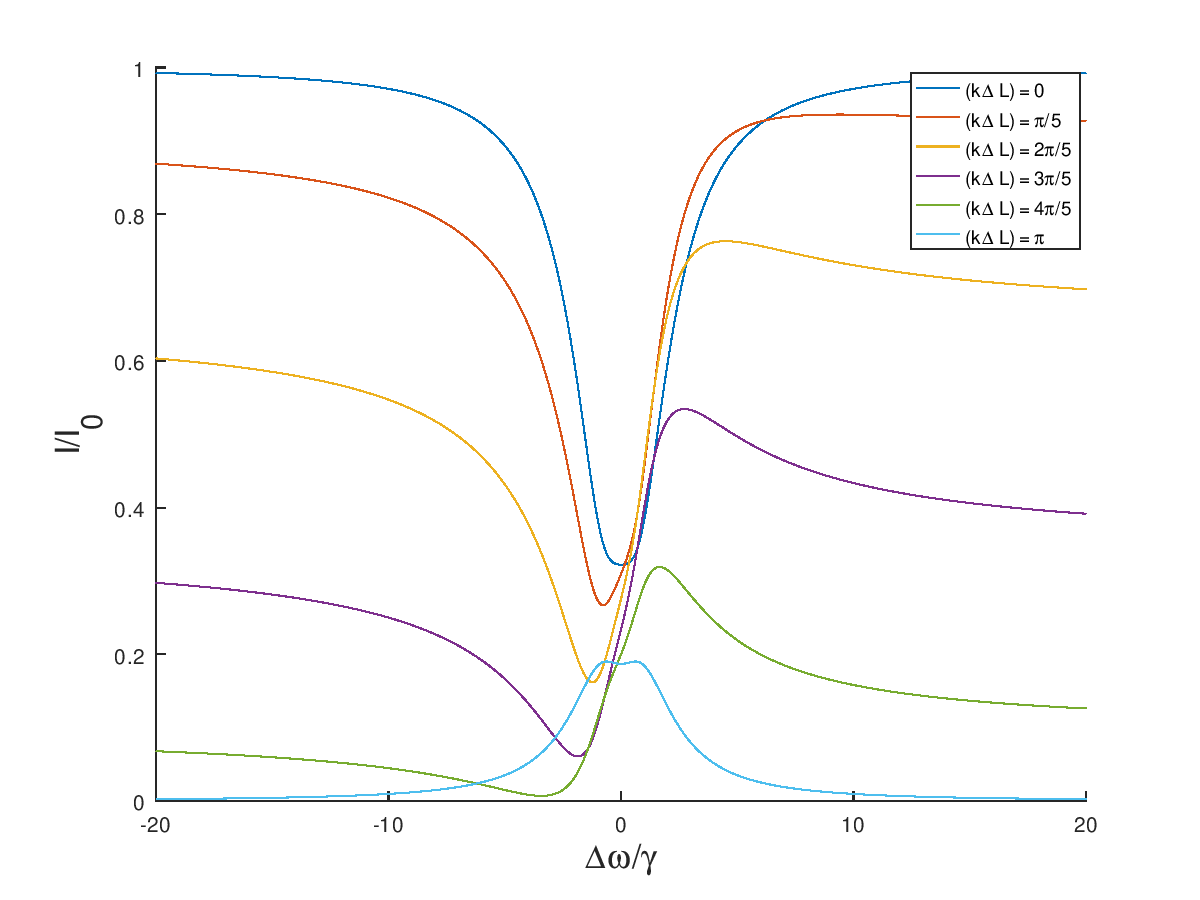 1
0.8
0.6
0.4
0.2
0
I/I0
-20
-10
0
10
20
Δω/γ
(kΔ L) = 0
(kΔ L) = π/5
(kΔ L) = 2π/5
(kΔ L) = 3π/5
(kΔ L) = 4π/5
(kΔ L) = π